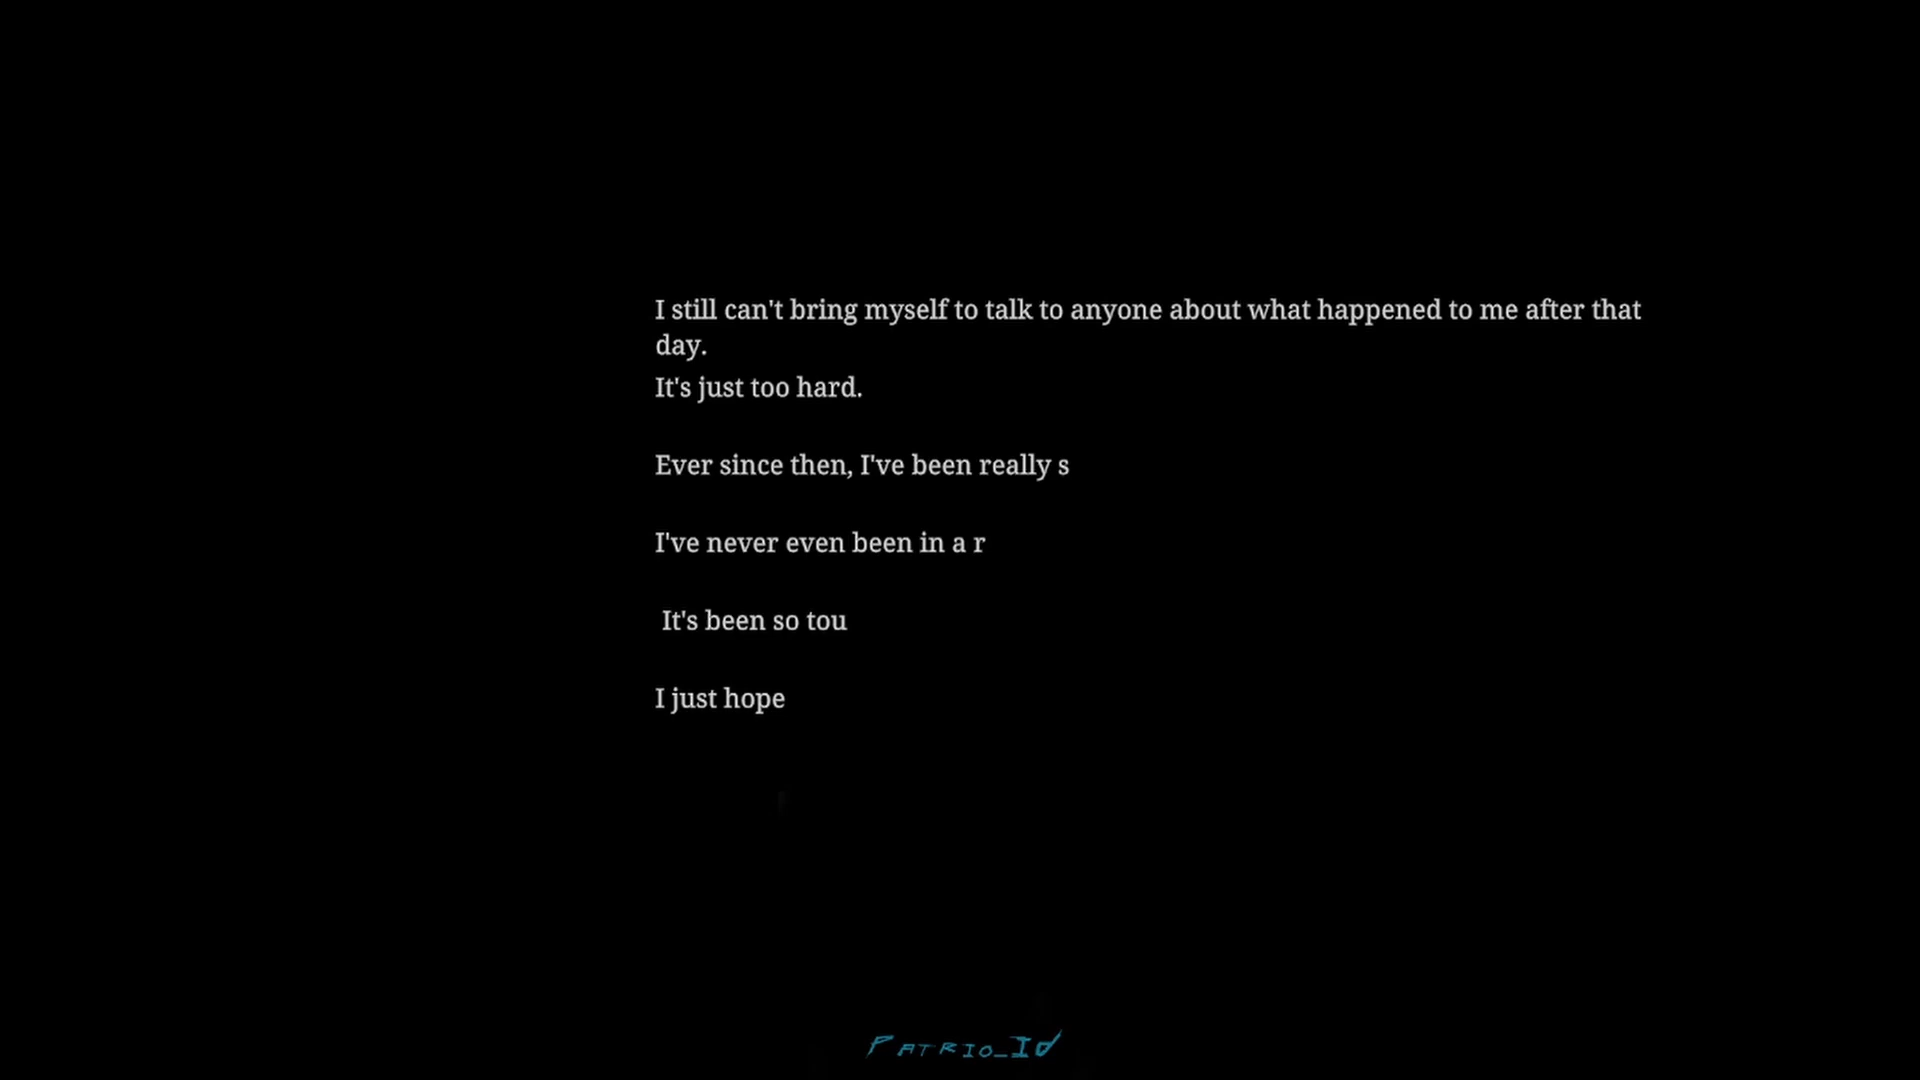 I still can't bring myself to talk to anyone about what happened to me after that
day.
It's just too hard.
Ever since then, I've been really s
I've never even been in a r
It's been so tou
I just hope
Patrio_Id